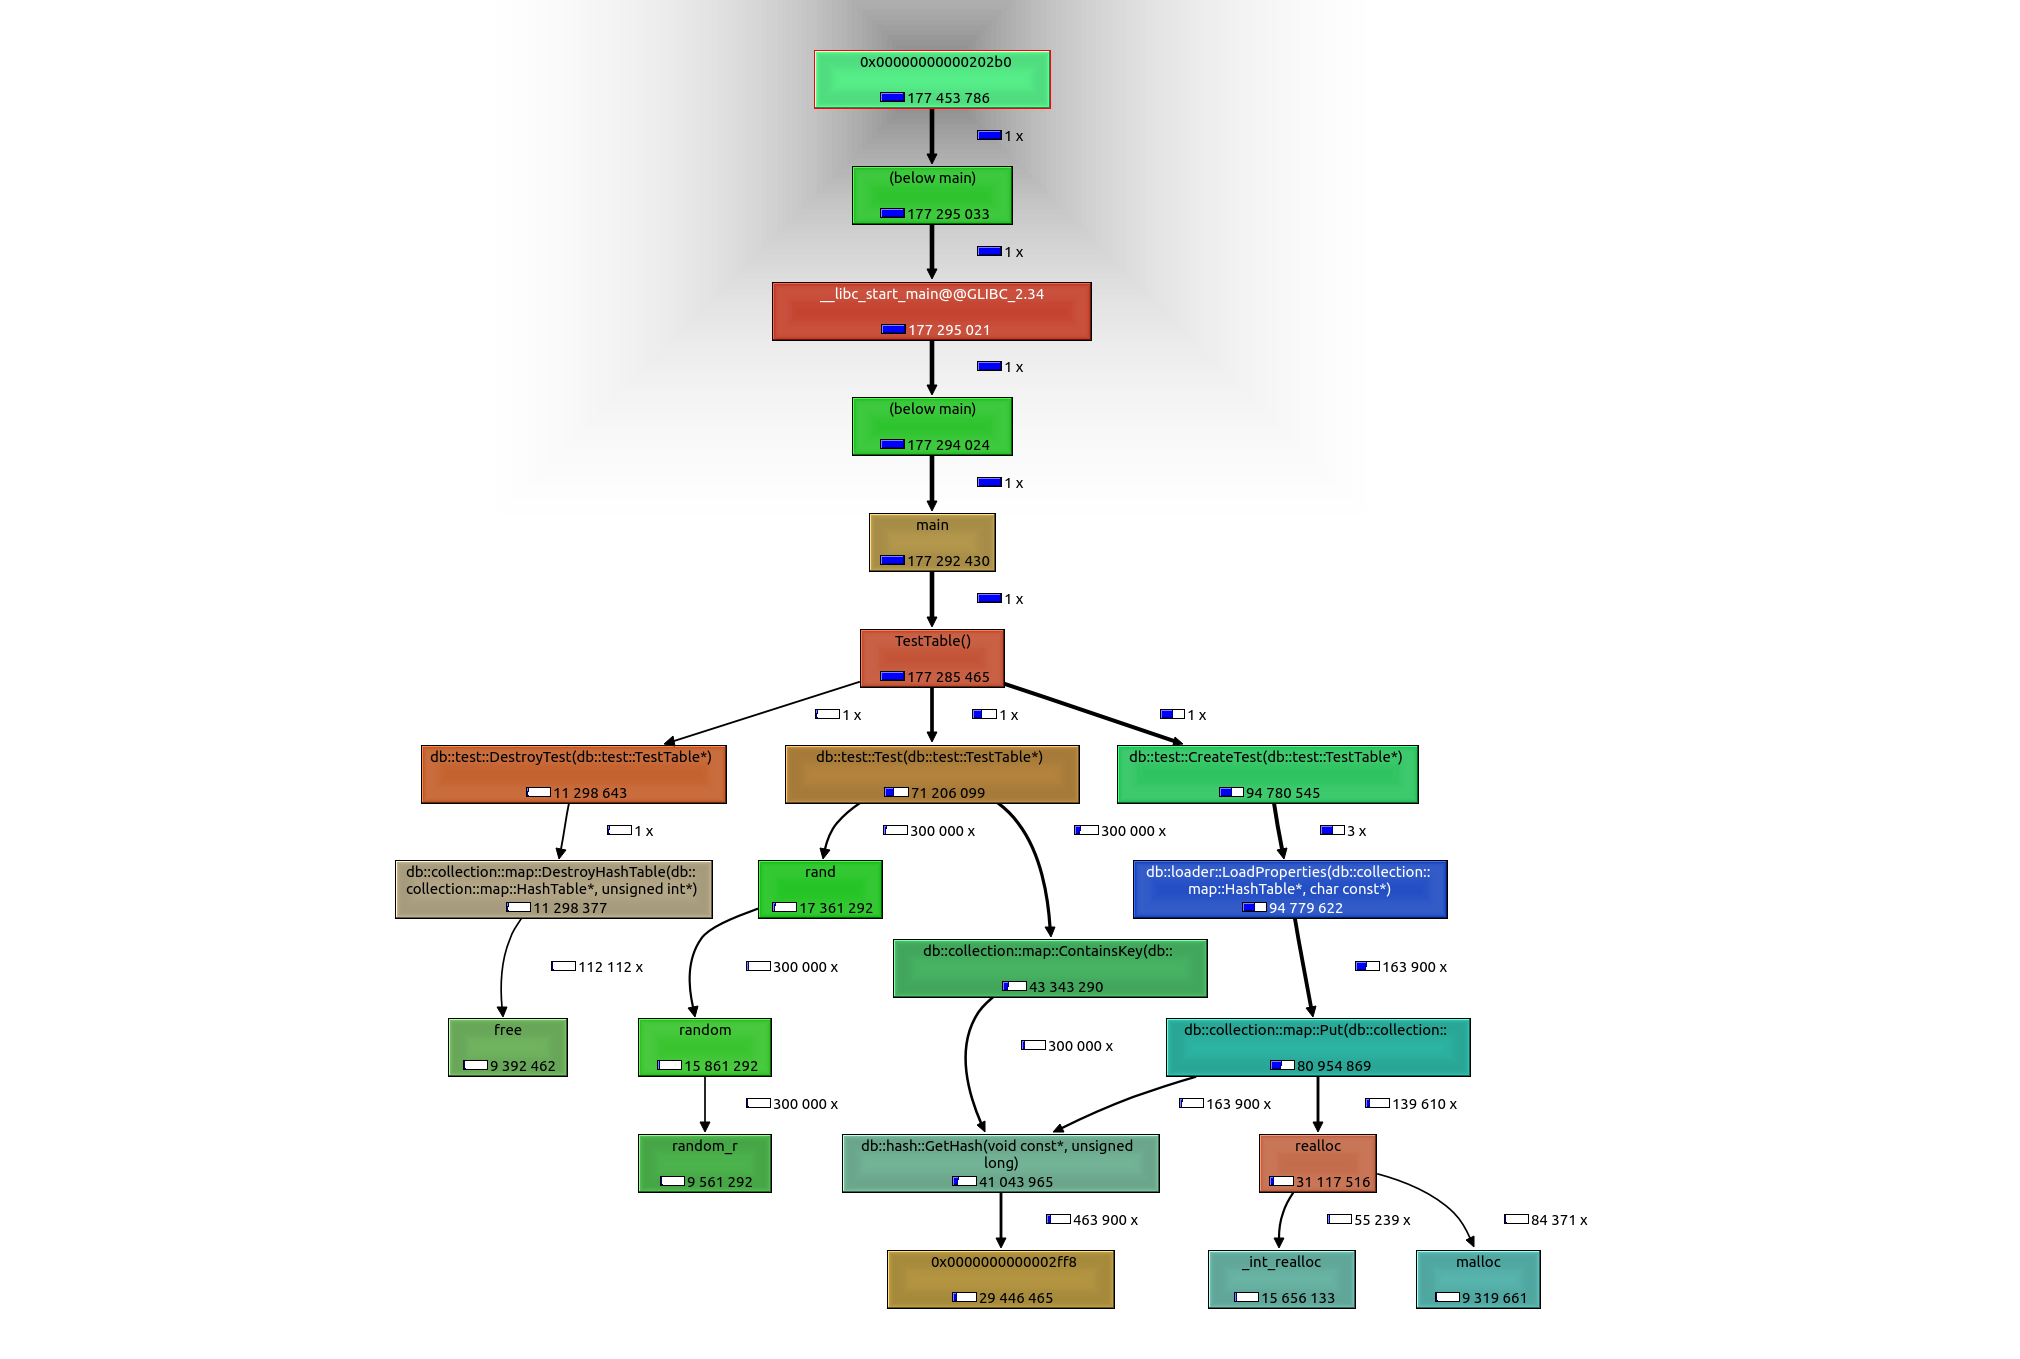 0x00000000000202b0
177 453 786
1 x
(below main)
177 295 033
1 x
__libc_start_main@@GLIBC_2.34
177 295 021
1 x
(below main)
177 294 024
1 x
main
177 292 430
1 x
TestTable()
177 285 465
1 x
1 x
1 x
db::test::DestroyTest(db::test::TestTable*)
11 298 643
db::test::Test(db::test::TestTable*)
71 206 099
db::test::CreateTest(db::test::TestTable*)
94 780 545
1 x
300 000 x
300 000 x
3 x
db::collection::map::DestroyHashTable(db::
collection::map::HashTable*, unsigned int*)
11 298 377
rand
17 361 292
db::loader::LoadProperties(db::collection::
map::HashTable*, char const*)
94 779 622
db::collection::map::ContainsKey(db::
43 343 290
112 112 x
300 000 x
163 900 x
free
9 392 462
random
15 861 292
300 000 x
db::collection::map::Put(db::collection::
80 954 869
300 000 x
163 900 x
139 610 x
random_r
9 561 292
db::hash::GetHash(void const*, unsigned
long)
41 043 965
realloc
31 117 516
463 900 x
55 239 x
84 371 x
0x0000000000002ff8
29 446 465
_int_realloc
15 656 133
malloc
9 319 661